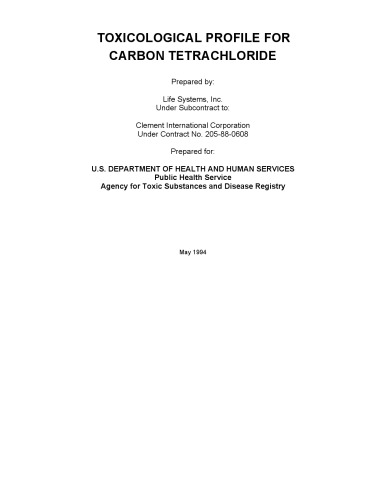 TOXICOLOGICAL PROFILE FOR
CARBON TETRACHLORIDE
Prepared by:
Life Systems, Inc.
Under Subcontract to:
Clement International Corporation
Under Contract No. 205-88-0608
Prepared for:
U.S. DEPARTMENT OF HEALTH AND HUMAN SERVICES
Public Health Service
Agency for Toxic Substances and Disease Registry
May 1994